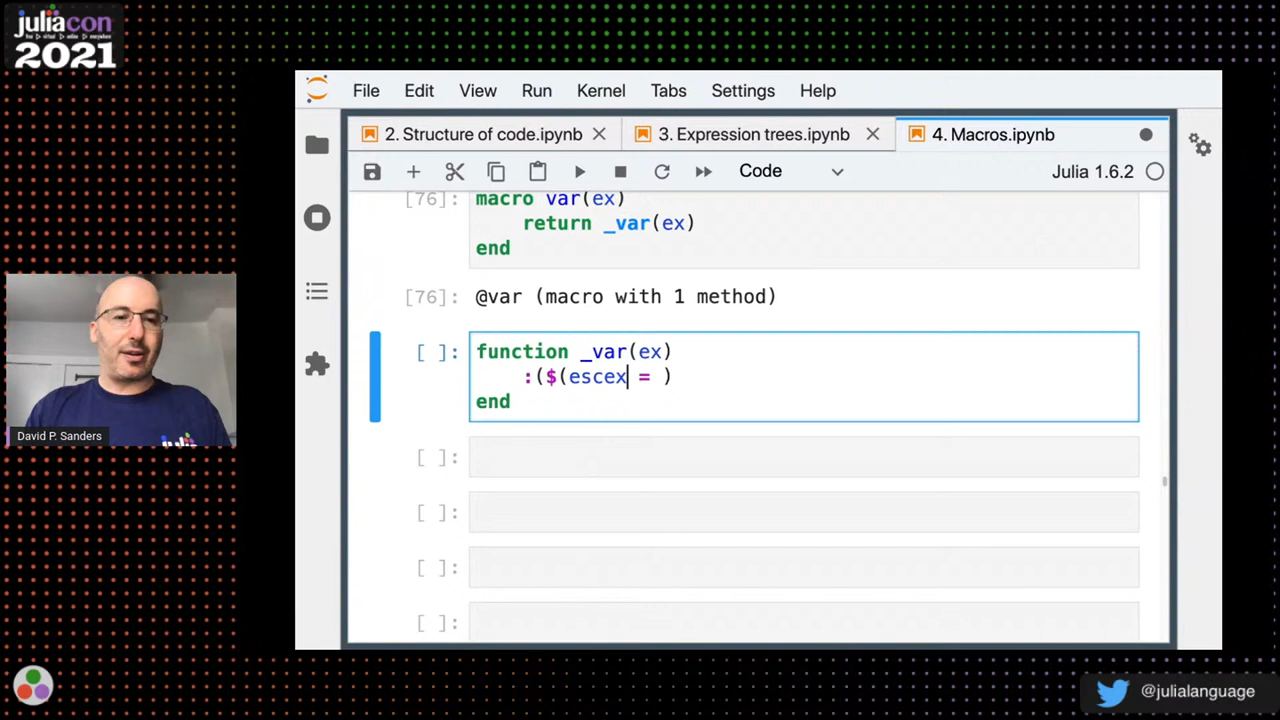 juliacon
2021
File Edit View Run Kernel Tabs Settings Help
2. Structure of code.ipynb
3. Expression trees.ipynb
4. Macros.ipynb
Code
Julia 1.6.2
[76]: macro var(ex)
return _var(ex)
end
[76]: @var (macro with 1 method)
[ ]: function _var(ex)
:($(escex = )
end
[ ]:
[ ]:
[ ]:
[ ]:
David P. Sanders
@julialanguage